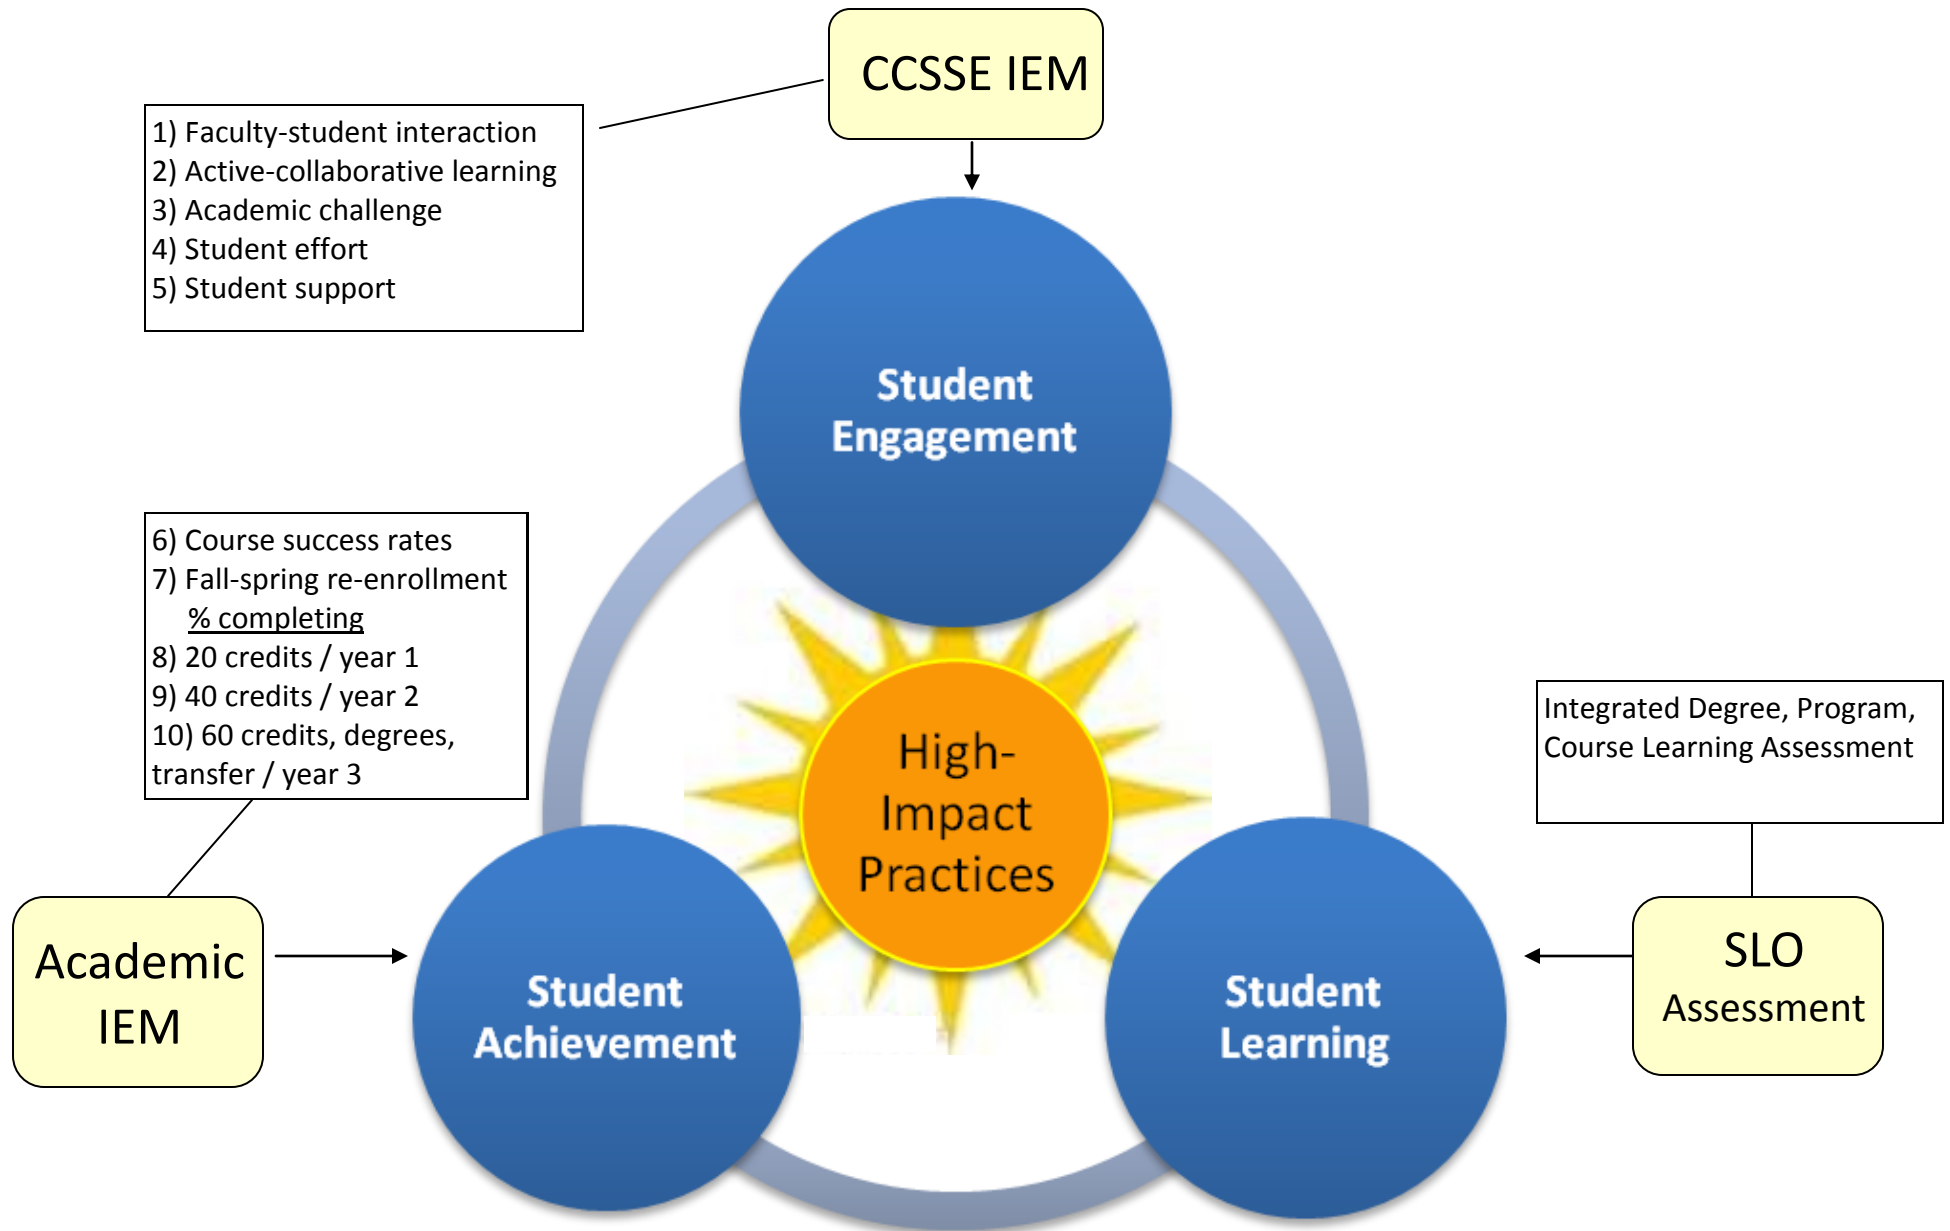 CCSSE IEM
1) Faculty-student interaction
2) Active-collaborative learning
3) Academic challenge
4) Student effort
5) Student support
Student
Engagement
6) Course success rates
7) Fall-spring re-enrollment
% completing
8) 20 credits / year 1
9) 40 credits / year 2
10) 60 credits, degrees,
transfer / year 3
Integrated Degree, Program,
Course Learning Assessment
High-
Impact
Practices
Academic
IEM
Student
Achievement
Student
Learning
SLO
Assessment